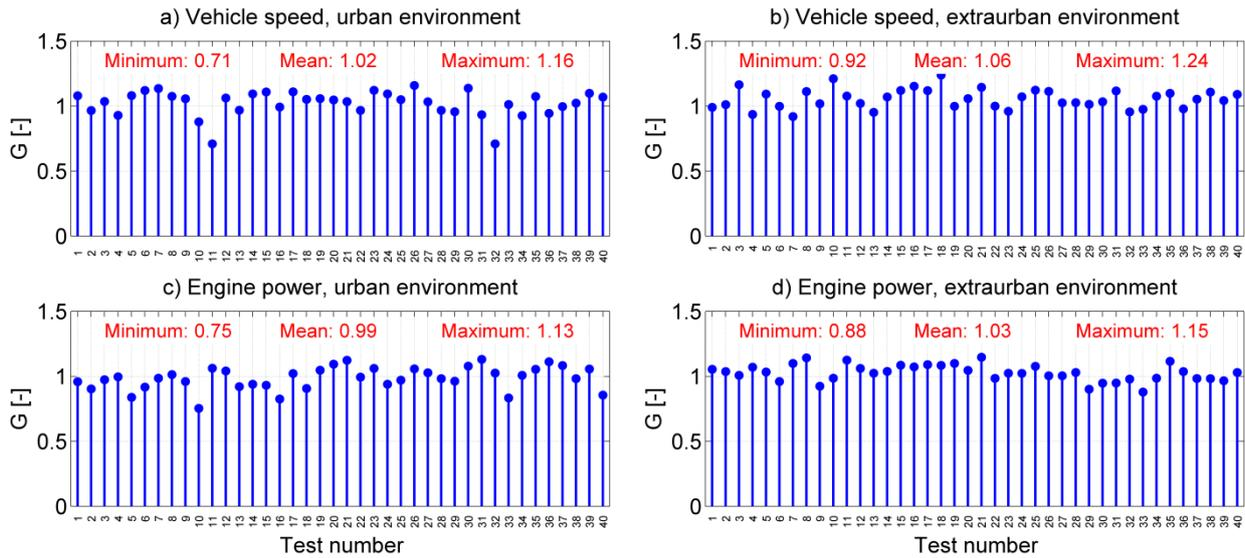 a) Vehicle speed, urban environment
Minimum: 0.71 Mean: 1.02 Maximum: 1.16
1.5
1
0.5
0
G [-]
1 2 3 4 5 6 7 8 9 10 11 12 13 14 15 16 17 18 19 20 21 22 23 24 25 26 27 28 29 30 31 32 33 34 35 36 37 38 39 40
b) Vehicle speed, extraurban environment
Minimum: 0.92 Mean: 1.06 Maximum: 1.24
1.5
1
0.5
0
G [-]
1 2 3 4 5 6 7 8 9 10 11 12 13 14 15 16 17 18 19 20 21 22 23 24 25 26 27 28 29 30 31 32 33 34 35 36 37 38 39 40
c) Engine power, urban environment
Minimum: 0.75 Mean: 0.99 Maximum: 1.13
1.5
1
0.5
0
G [-]
1 2 3 4 5 6 7 8 9 10 11 12 13 14 15 16 17 18 19 20 21 22 23 24 25 26 27 28 29 30 31 32 33 34 35 36 37 38 39 40
Test number
d) Engine power, extraurban environment
Minimum: 0.88 Mean: 1.03 Maximum: 1.15
1.5
1
0.5
0
G [-]
1 2 3 4 5 6 7 8 9 10 11 12 13 14 15 16 17 18 19 20 21 22 23 24 25 26 27 28 29 30 31 32 33 34 35 36 37 38 39 40
Test number